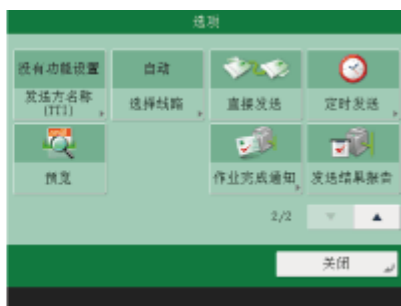 选项
没有功能设置
发送方名称
(TTI)
自动
选择线路
直接发送
定时发送
预览
作业完成通知
发送结果报告
2/2
关闭